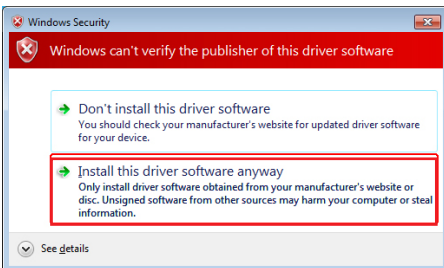 Windows Security
Windows can't verify the publisher of this driver software
Don't install this driver software
You should check your manufacturer's website for updated driver software
for your device.
Install this driver software anyway
Only install driver software obtained from your manufacturer's website or
disc. Unsigned software from other sources may harm your computer or steal
information.
See details